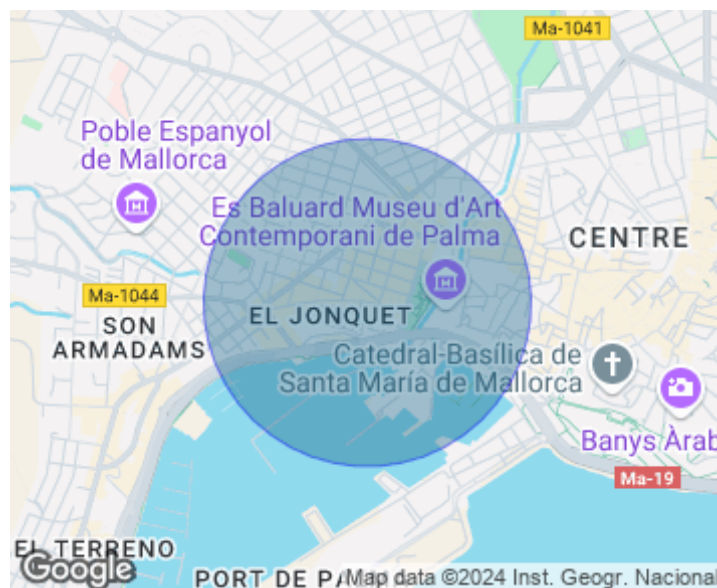 Ma-1041
Poble Espanyol
de Mallorca
Es Baluard Museu d'Art
Contemporani de Palma
CENTRE
Ma-1044
SON
ARMADAMS
EL JONQUET
Catedral-Basílica de
Santa María de Mallorca
Banys Àrab
Ma-19
EL TERRENO
Google
PORT DE PA
Map data ©2024 Inst. Geogr. Nacional